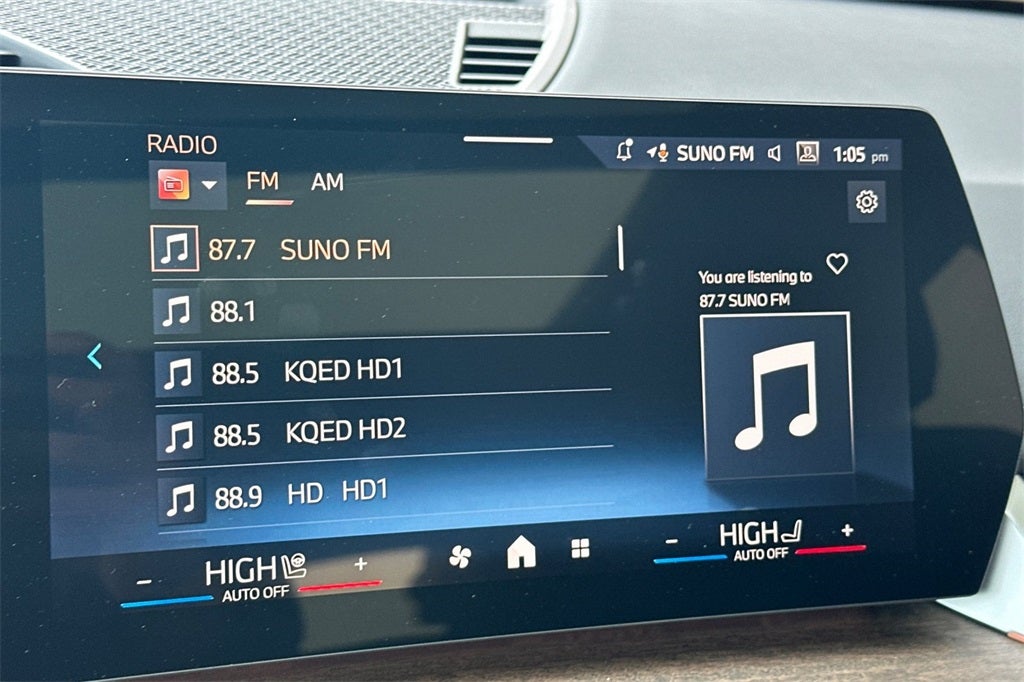 RADIO
SUNO FM 1:05 pm
FM AM
87.7 SUNO FM
88.1
88.5 KQED HD1
88.5 KQED HD2
88.9 HD HD1
You are listening to
87.7 SUNO FM
- HIGH +
AUTO OFF
- HIGH +
AUTO OFF